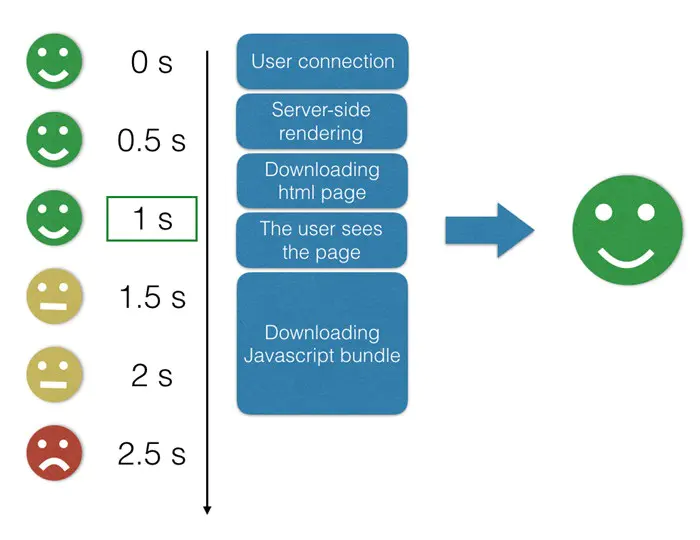 0 s
0.5 s
1 s
1.5 s
2 s
2.5 s
User connection
Server-side
rendering
Downloading
html page
The user sees
the page
Downloading
Javascript bundle